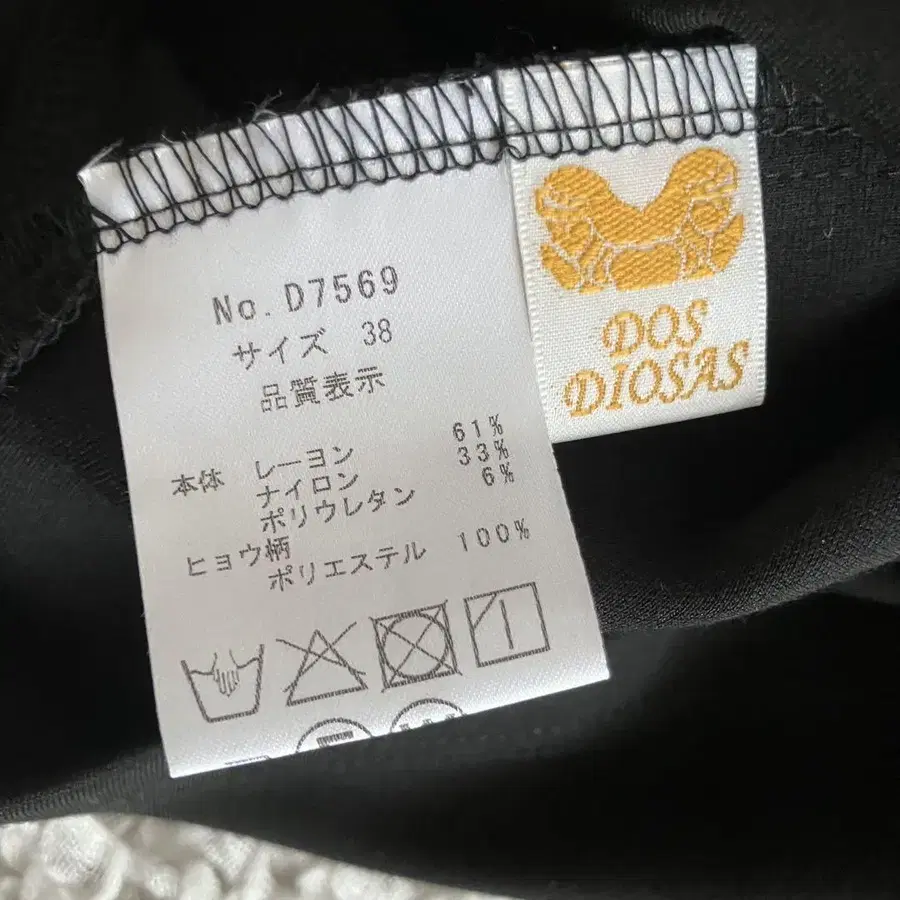 No. D7569
サイズ 38
品質表示
本体 レーヨン 61%
ナイロン 33%
ポリウレタン 6%
ヒョウ柄
ポリエステル 100%
DOS
DIOSAS